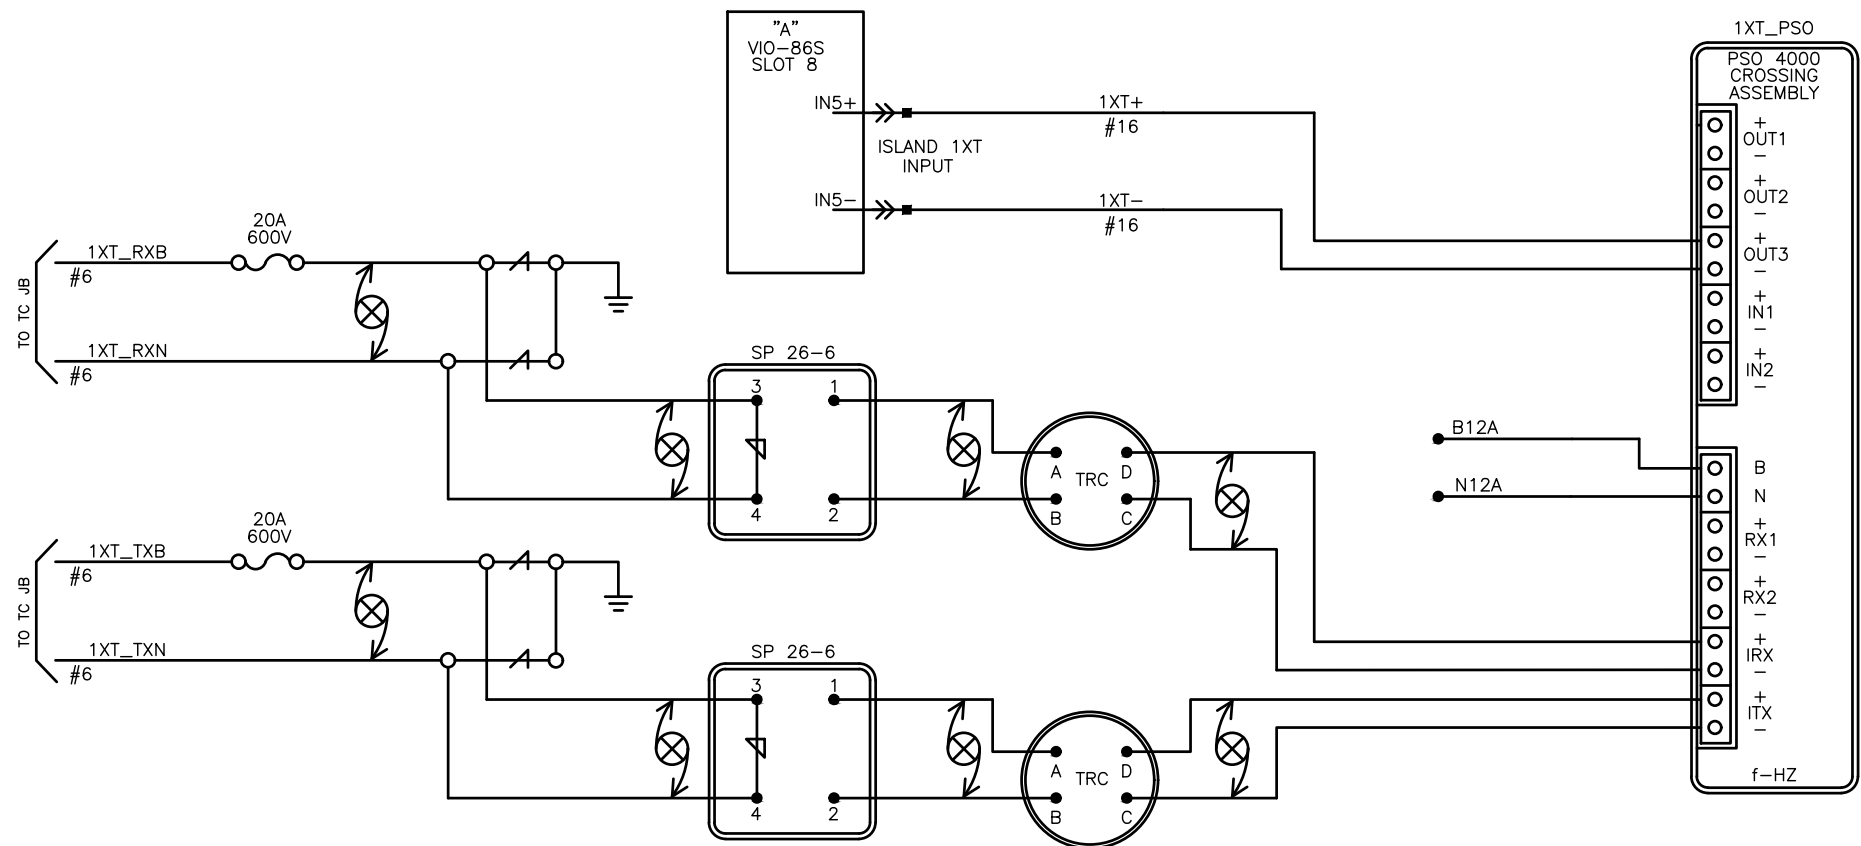 "A"
VIO-86S
SLOT 8
IN5+
1XT+
#16
ISLAND 1XT
INPUT
IN5-
1XT-
#16
1XT_PSO
PSO 4000
CROSSING
ASSEMBLY
+
OUT1
-
+
OUT2
-
+
OUT3
-
+
IN1
-
+
IN2
-
B
N
+
RX1
-
+
RX2
-
+
IRX
-
+
ITX
-
f-HZ
B12A
N12A
TO TC JB
1XT_RXB
#6
20A
600V
1XT_RXN
#6
SP 26-6
3
1
4
2
A
D
TRC
B
C
TO TC JB
1XT_TXB
#6
20A
600V
1XT_TXN
#6
SP 26-6
3
1
4
2
A
D
TRC
B
C